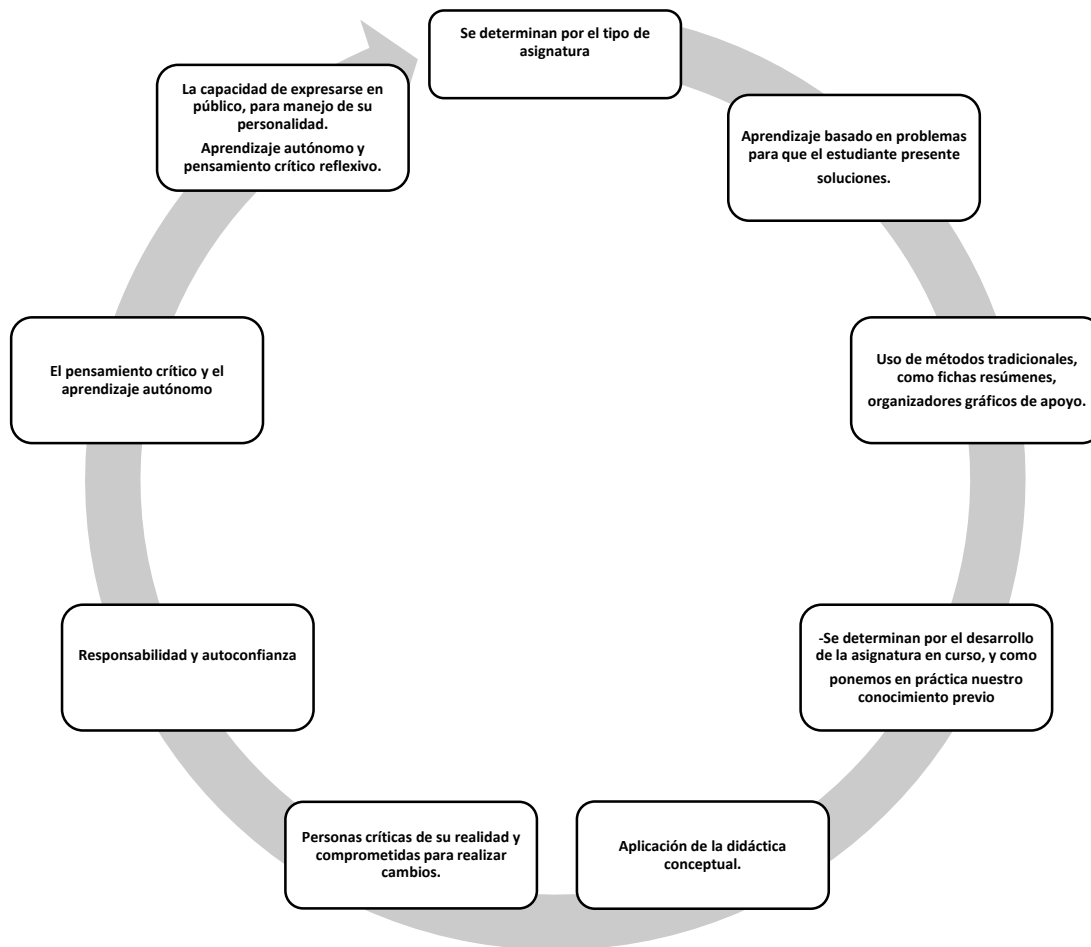 Se determinan por el tipo de
asignatura
Aprendizaje basado en problemas
para que el estudiante presente
soluciones.
Uso de métodos tradicionales,
como fichas resúmenes,
organizadores gráficos de apoyo.
-Se determinan por el desarrollo
de la asignatura en curso, y como
ponemos en práctica nuestro
conocimiento previo
Aplicación de la didáctica
conceptual.
Personas críticas de su realidad y
comprometidas para realizar
cambios.
Responsabilidad y autoconfianza
El pensamiento crítico y el
aprendizaje autónomo
La capacidad de expresarse en
público, para manejo de su
personalidad.
Aprendizaje autónomo y
pensamiento crítico reflexivo.